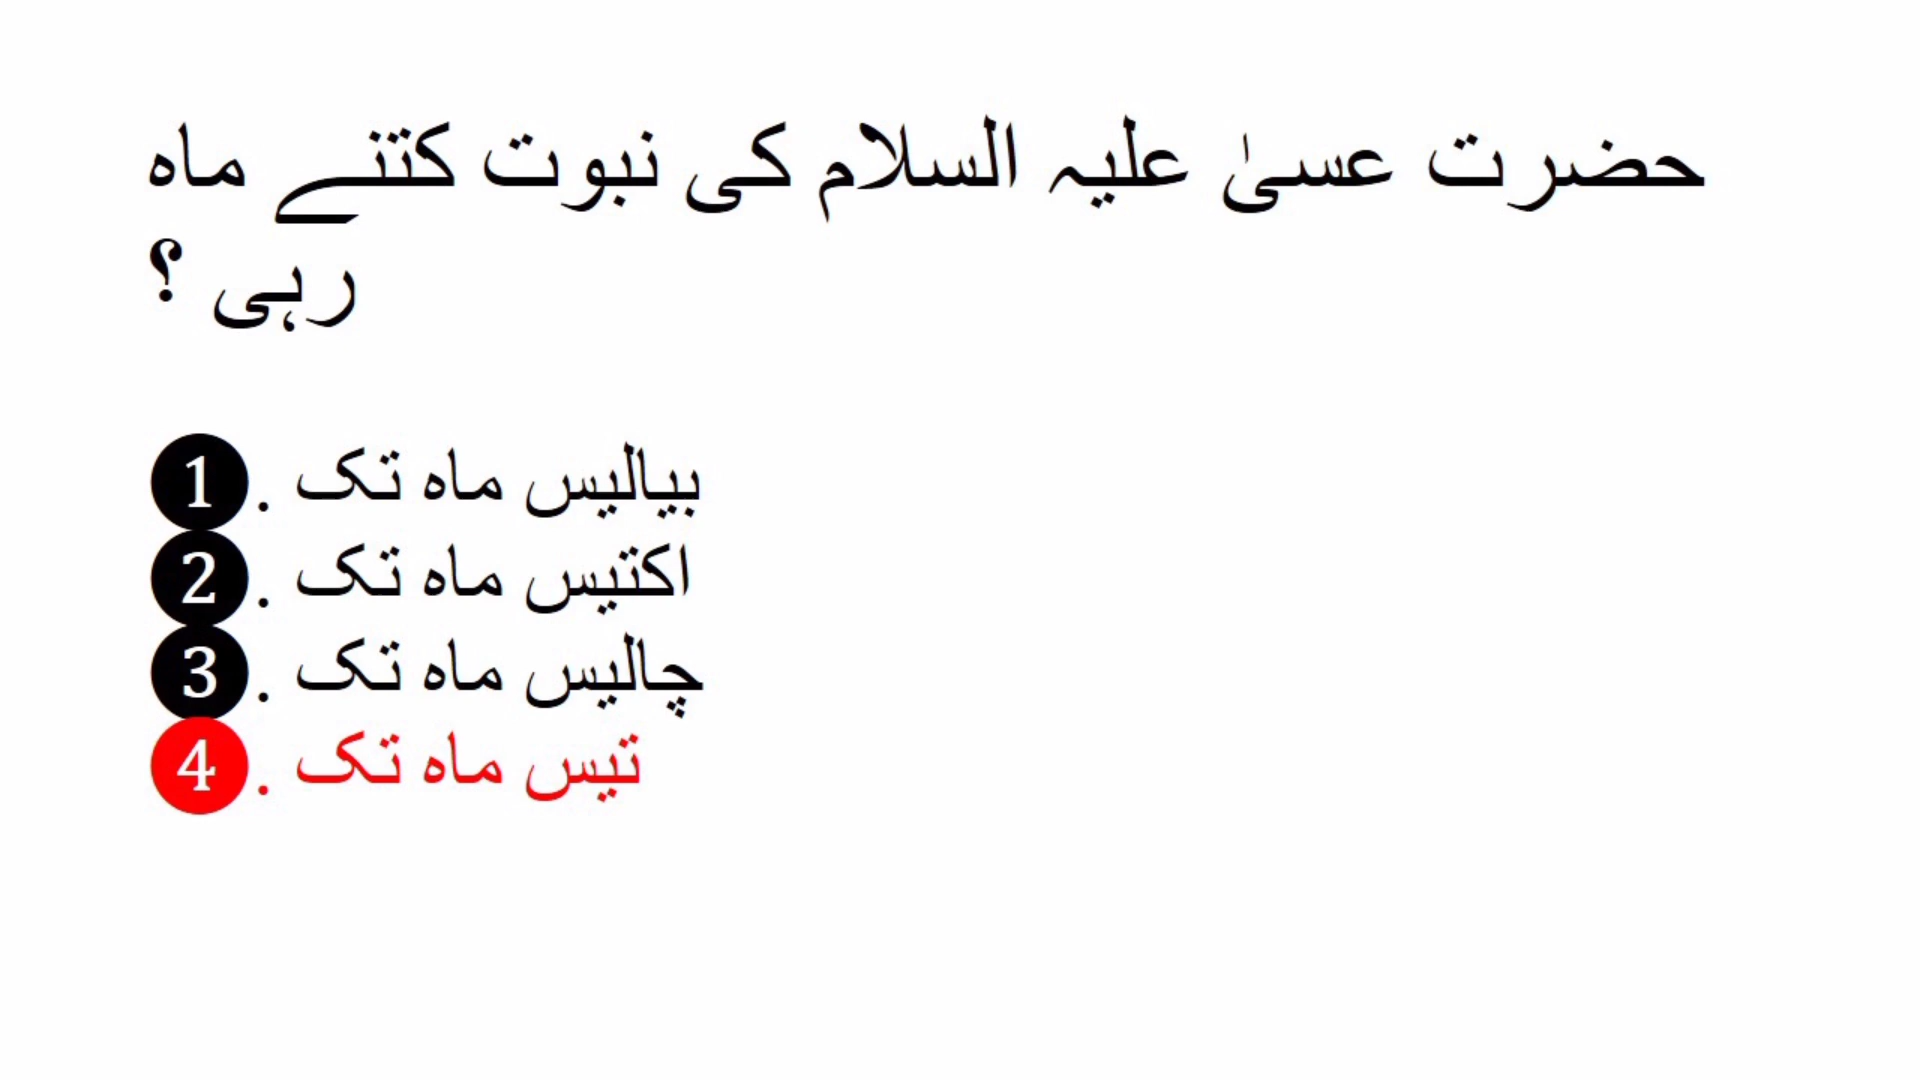 حضرت عسیٰ علیہ السلام کی نبوت کتنے ماہ
رہی ؟
1. بیالیس ماہ تک
2. اکتیس ماہ تک
3. چالیس ماہ تک
4. تیس ماہ تک